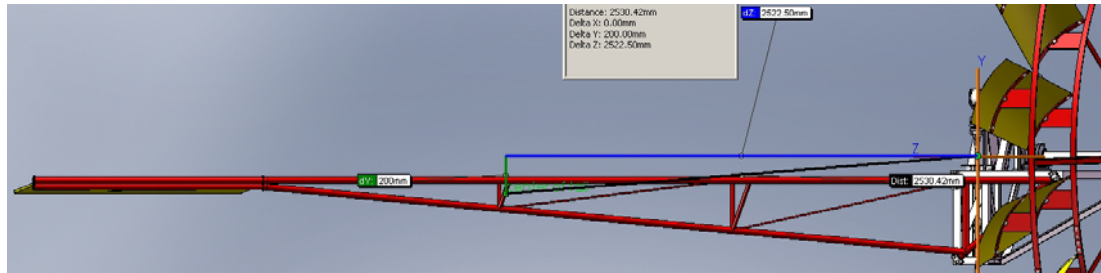 Distance: 2530.42mm
Delta X: 0.00mm
Delta Y: 200.00mm
Delta Z: 2522.50mm
dZ: 2522.50mm
Y
Z
dY: 200mm
Dist: 2530.42mm